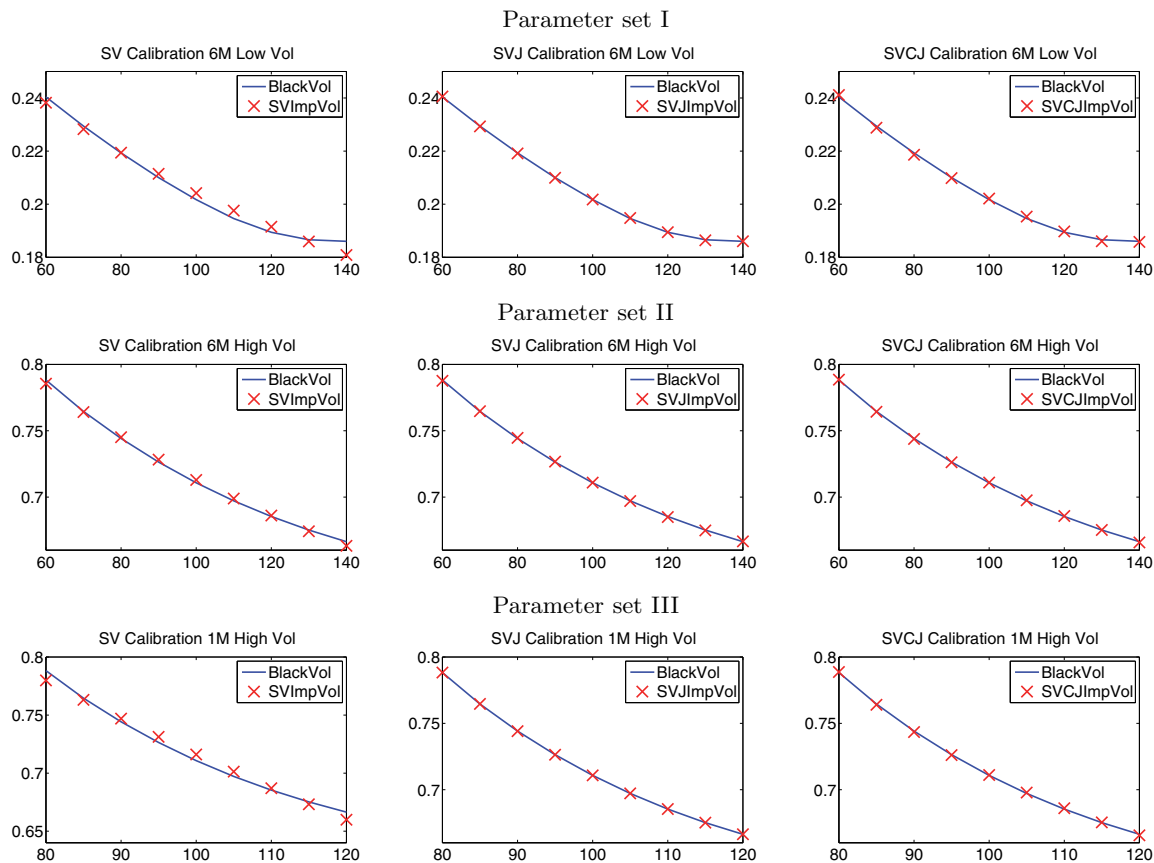 Parameter set I
SV Calibration 6M Low Vol
BlackVol
SVImpVol
0.24
0.22
0.2
0.18
60 80 100 120 140
SVJ Calibration 6M Low Vol
BlackVol
SVJImpVol
0.24
0.22
0.2
0.18
60 80 100 120 140
SVCJ Calibration 6M Low Vol
BlackVol
SVCJImpVol
0.24
0.22
0.2
0.18
60 80 100 120 140
Parameter set II
SV Calibration 6M High Vol
BlackVol
SVImpVol
0.8
0.75
0.7
60 80 100 120 140
SVJ Calibration 6M High Vol
BlackVol
SVJImpVol
0.8
0.75
0.7
60 80 100 120 140
SVCJ Calibration 6M High Vol
BlackVol
SVCJImpVol
0.8
0.75
0.7
60 80 100 120 140
Parameter set III
SV Calibration 1M High Vol
BlackVol
SVImpVol
0.8
0.75
0.7
0.65
80 90 100 110 120
SVJ Calibration 1M High Vol
BlackVol
SVJImpVol
0.8
0.75
0.7
80 90 100 110 120
SVCJ Calibration 1M High Vol
BlackVol
SVCJImpVol
0.8
0.75
0.7
80 90 100 110 120